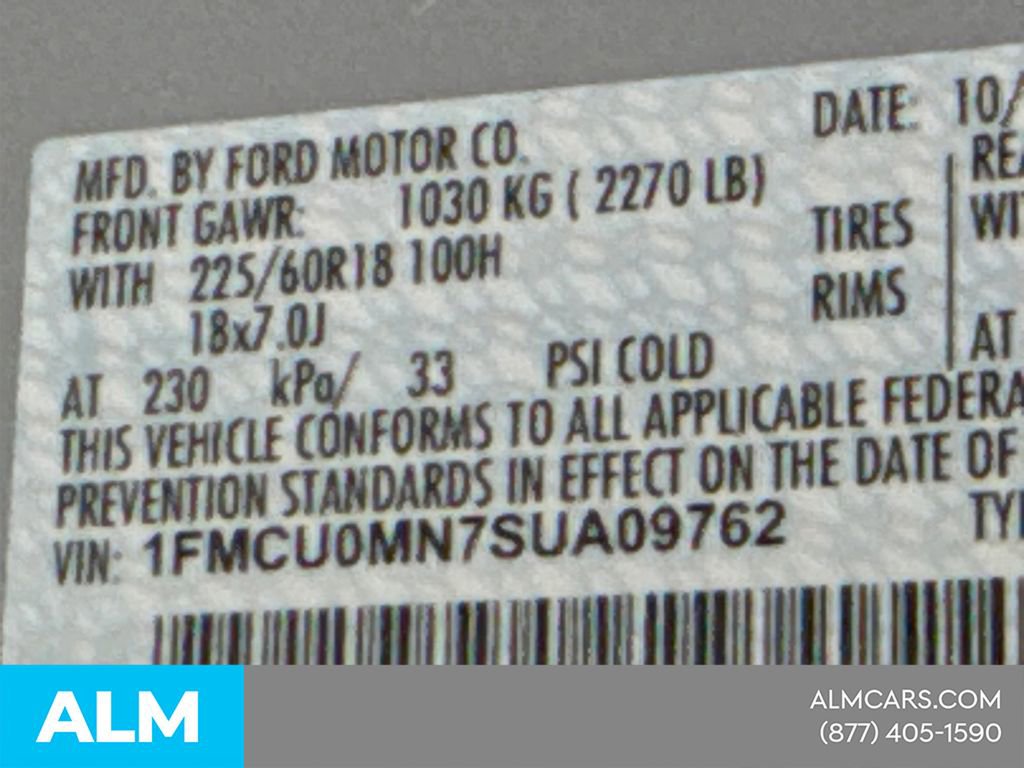 MFD. BY FORD MOTOR CO.
DATE: 10/
FRONT GAWR: 1030 KG ( 2270 LB)
WITH 225/60R18 100H TIRES
18x7.0J RIMS
AT 230 kPa/ 33 PSI COLD
AT
THIS VEHICLE CONFORMS TO ALL APPLICABLE
PREVENTION STANDARDS IN EFFECT ON THE DATE OF
VIN: 1FMCU0MN7SUA09762
ALM
ALMCARS.COM
(877) 405-1590